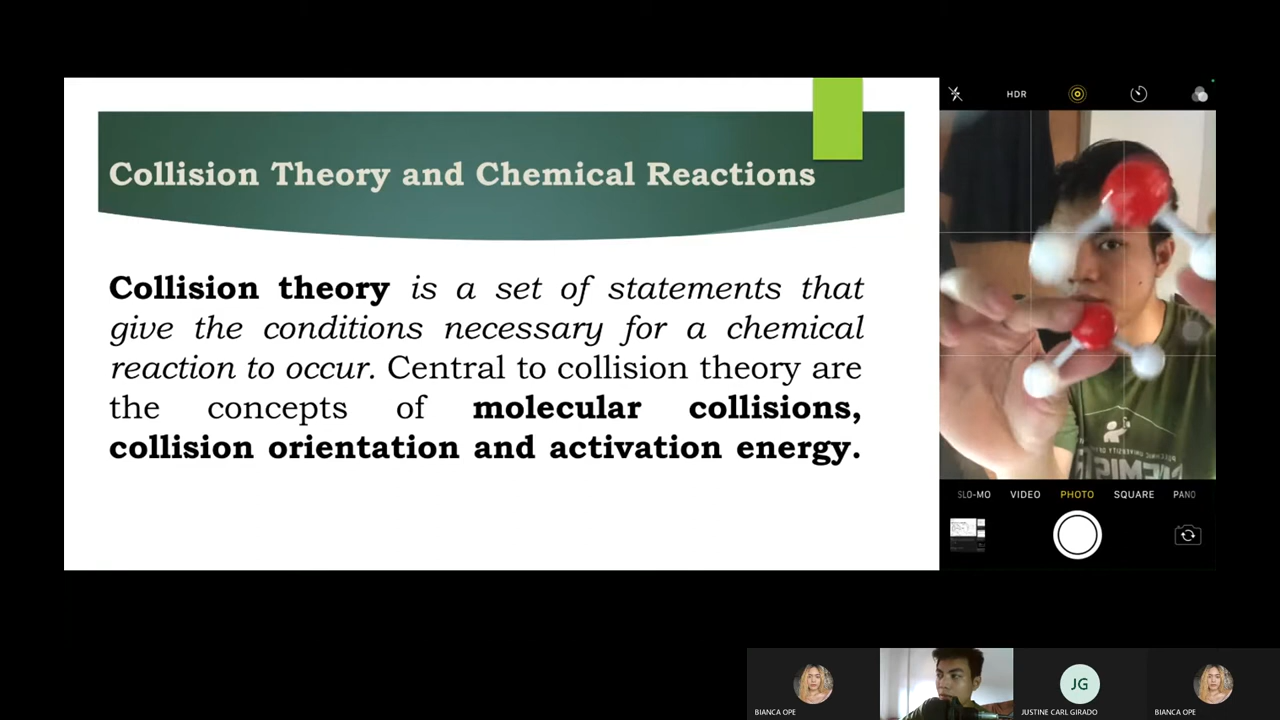 Collision Theory and Chemical Reactions
Collision theory is a set of statements that
give the conditions necessary for a chemical
reaction to occur. Central to collision theory are
the concepts of molecular collisions,
collision orientation and activation energy.
HDR
SLO-MO VIDEO PHOTO SQUARE PANO
BIANCA OPE
JG
JUSTINE CARL GIRADO
BIANCA OPE